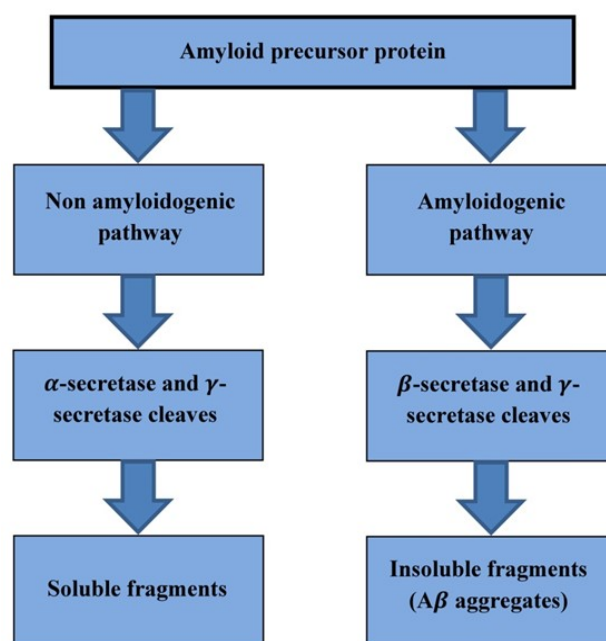 Amyloid precursor protein
Non amyloidogenic
pathway
Amyloidogenic
pathway
α-secretase and γ-
secretase cleaves
β-secretase and γ-
secretase cleaves
Soluble fragments
Insoluble fragments
(Aβ aggregates)